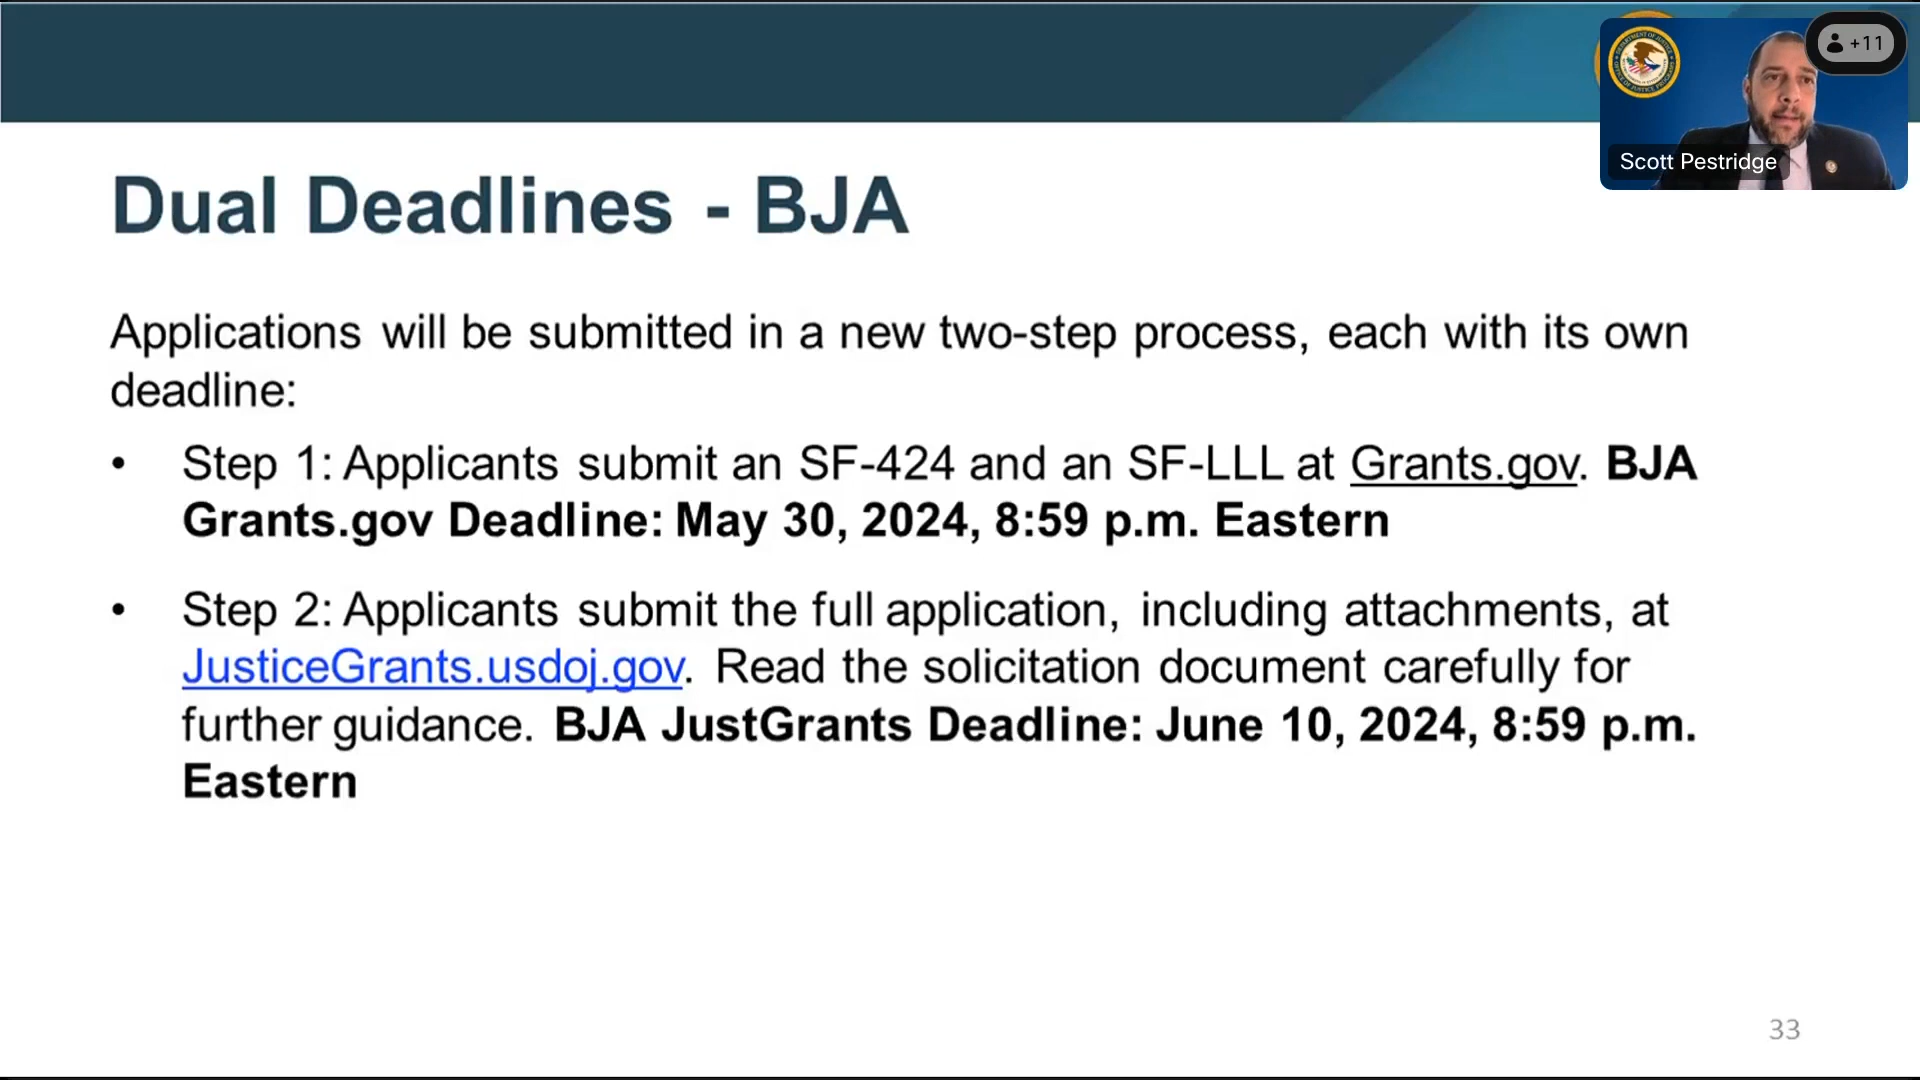 +11
Scott Pestridge
Dual Deadlines - BJA
Applications will be submitted in a new two-step process, each with its own
deadline:
• Step 1: Applicants submit an SF-424 and an SF-LLL at Grants.gov. BJA
Grants.gov Deadline: May 30, 2024, 8:59 p.m. Eastern
• Step 2: Applicants submit the full application, including attachments, at
JusticeGrants.usdoj.gov. Read the solicitation document carefully for
further guidance. BJA JustGrants Deadline: June 10, 2024, 8:59 p.m.
Eastern
33